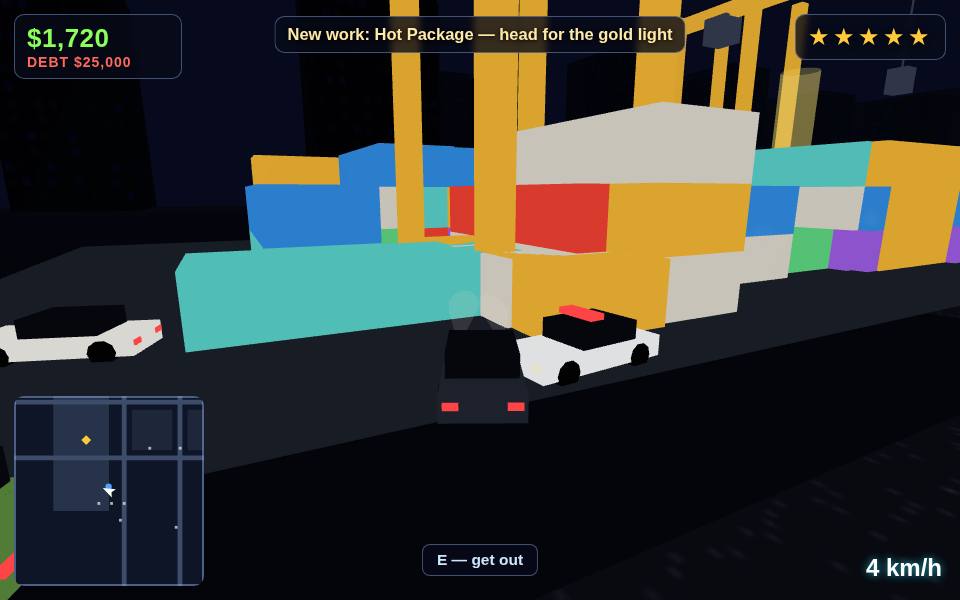 $1,720
DEBT $25,000
New work: Hot Package — head for the gold light
★★★★★
E — get out
4 km/h